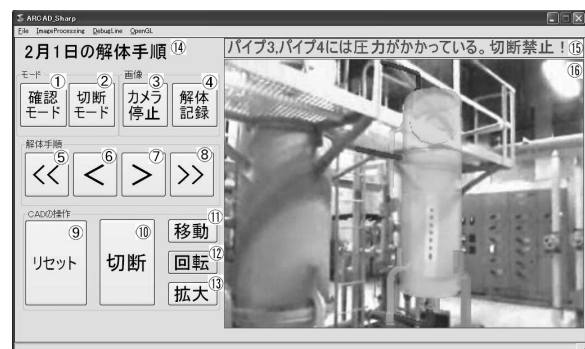 ARCAD_Sharp
File ImageProcessing DebugLine OpenGL
2月1日の解体手順 ⑭
パイプ3,パイプ4には圧力がかかっている。切断禁止！⑮
モード
画像
① ② ③ ④ ⑯
確認モード 切断モード カメラ停止 解体記録
解体手順
⑤ ⑥ ⑦ ⑧
<< < > >>
CADの操作
⑨ ⑩ ⑪
リセット 切断 移動
⑫
回転
⑬
拡大